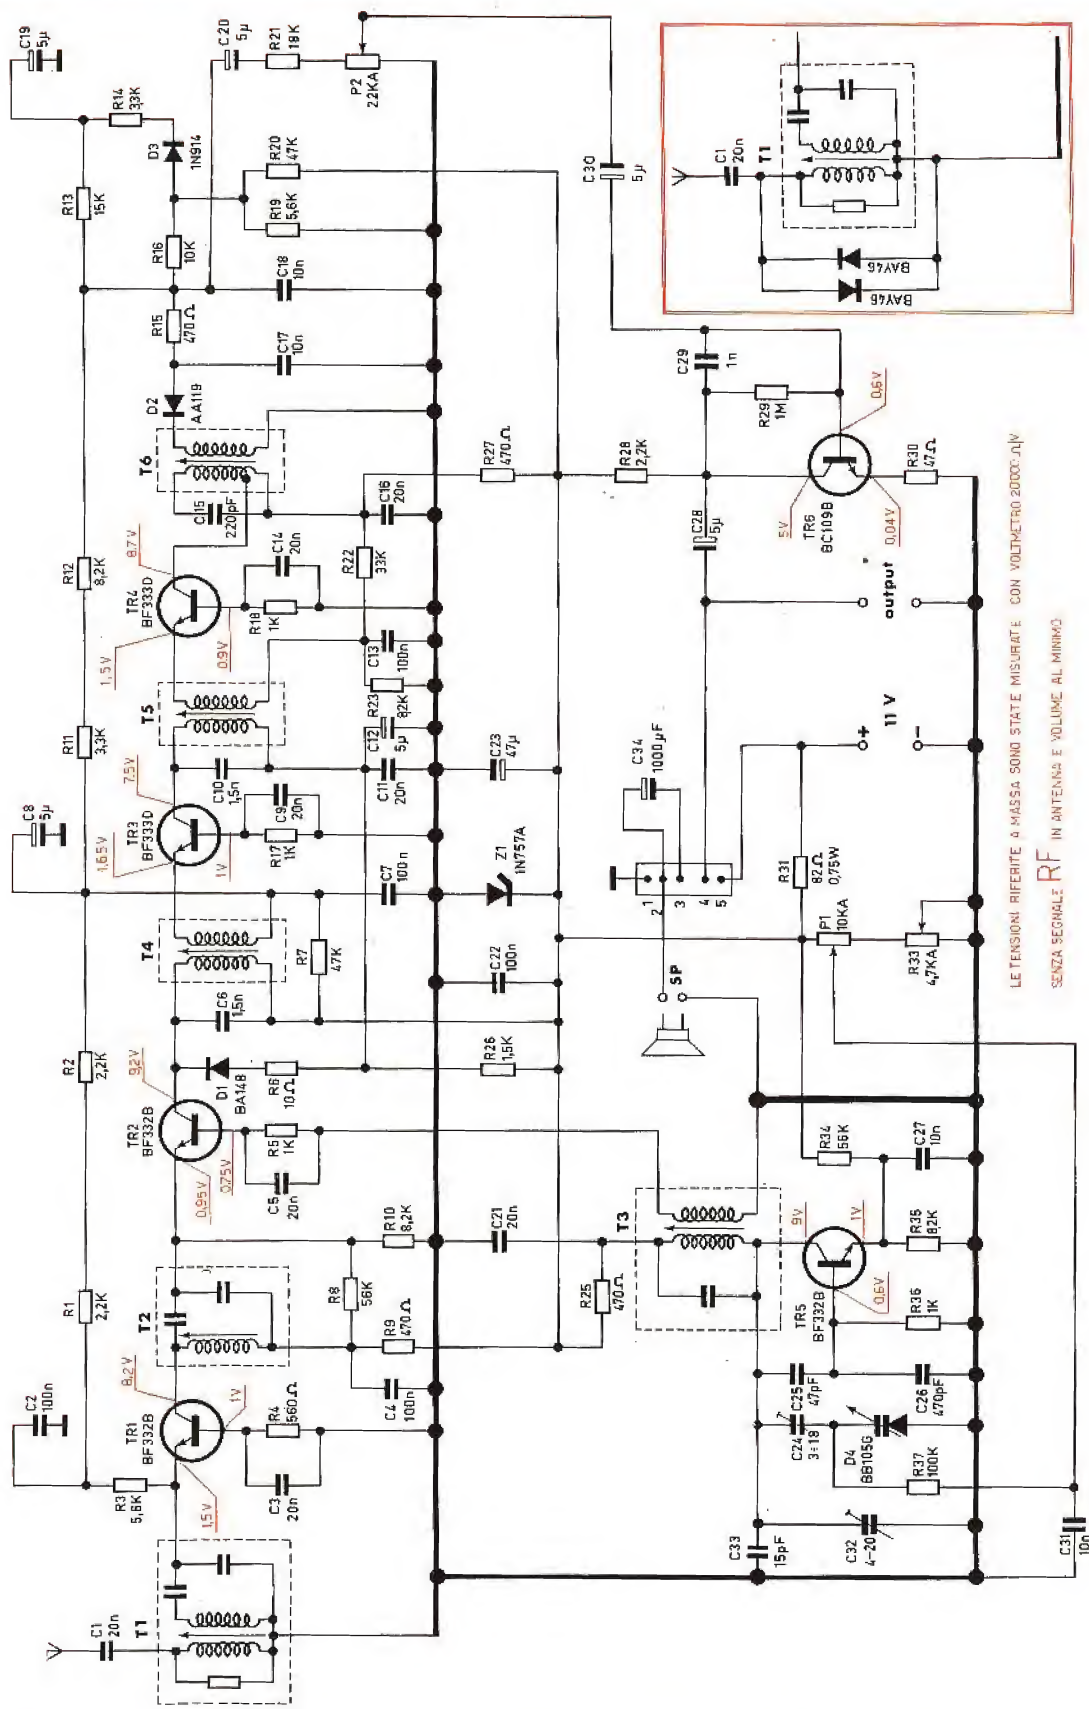 C1
20n
T1
C2
100n
R3
5,6K
1,5V
C3
20n
R4
560Ω
1V
TR1
BF332B
8,2V
R1
2,2K
T2
C4
100n
R9
470Ω
R8
56K
R10
8,2K
C5
20n
R5
1K
0,95V
0,75V
TR2
BF332B
9,2V
D1
BA148
R6
10Ω
R2
2,2K
C6
1,5n
T4
R7
47K
C8
5µ
C7
100n
1,65V
1V
TR3
BF333D
7,5V
R17
1K
C9
20n
R11
3,3K
C10
1,5n
T5
C11
20n
C12
5µ
R23
82K
C13
100n
1,5V
0,9V
TR4
BF333D
8,7V
R18
1K
C14
20n
R12
8,2K
R22
33K
C15
220pF
C16
20n
T6
D2
AA119
C17
10n
R15
470Ω
C18
10n
R16
10K
R13
15K
D3
1N914
R14
33K
C19
5µ
R19
5,6K
R20
47K
C20
5µ
R21
18K
P2
22KA
C21
20n
R25
470Ω
R26
1,5K
C22
100n
Z1
1N757A
C23
47µ
R27
470Ω
R28
2,2K
C30
5µ
T3
SP
1
2
3
4
5
C34
1000µF
C28
5µ
C29
1n
R29
1M
5V
TR6
BC109B
0,6V
0,04V
R30
47Ω
output
+
11 V
−
R31
82Ω
0,75W
P1
10KA
R33
4,7KA
R34
56K
C27
10n
9V
1V
TR5
BF332B
0,6V
R35
82K
R36
1K
C25
47pF
C26
470pF
C24
3÷18
D4
BB105G
R37
100K
C33
15pF
C32
4-20
C31
10n
C1
20n
T1
BAY46
BAY46
LE TENSIONI RIFERITE A MASSA SONO STATE MISURATE CON VOLTMETRO 20000 Ω/V
SENZA SEGNALE RF IN ANTENNA E VOLUME AL MINIMO